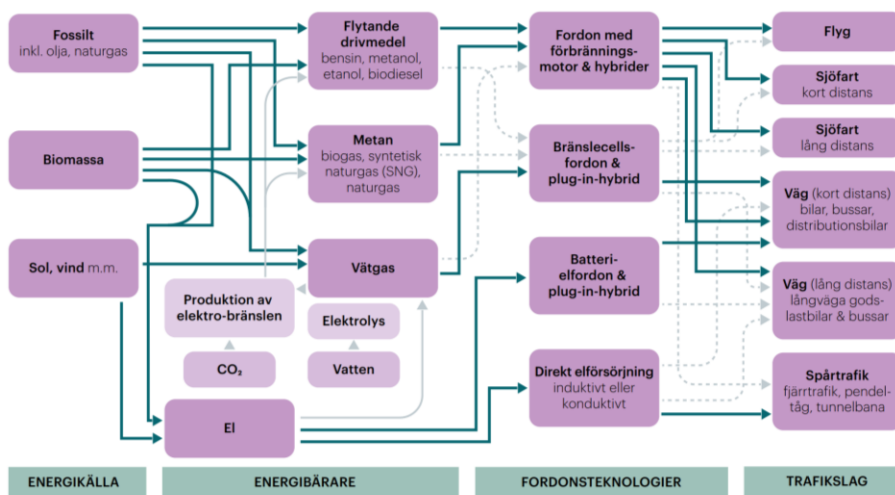 Fossilt
inkl. olja, naturgas
Biomassa
Sol, vind m.m.
Flytande
drivmedel
bensin, metanol,
etanol, biodiesel
Metan
biogas, syntetisk
naturgas (SNG),
naturgas
Vätgas
Produktion av
elektro-bränslen
Elektrolys
CO₂
Vatten
El
Fordon med
förbrännings-
motor & hybrider
Bränslecells-
fordon &
plug-in-hybrid
Batteri-
elfordon &
plug-in-hybrid
Direkt elförsörjning
induktivt eller
konduktivt
Flyg
Sjöfart
kort distans
Sjöfart
lång distans
Väg (kort distans)
bilar, bussar,
distributionsbilar
Väg (lång distans)
långväga gods-
lastbilar & bussar
Spårtrafik
fjärrtrafik, pendel-
tåg, tunnelbana
ENERGIKÄLLA
ENERGIBÄRARE
FORDONSTEKNOLOGIER
TRAFIKSLAG